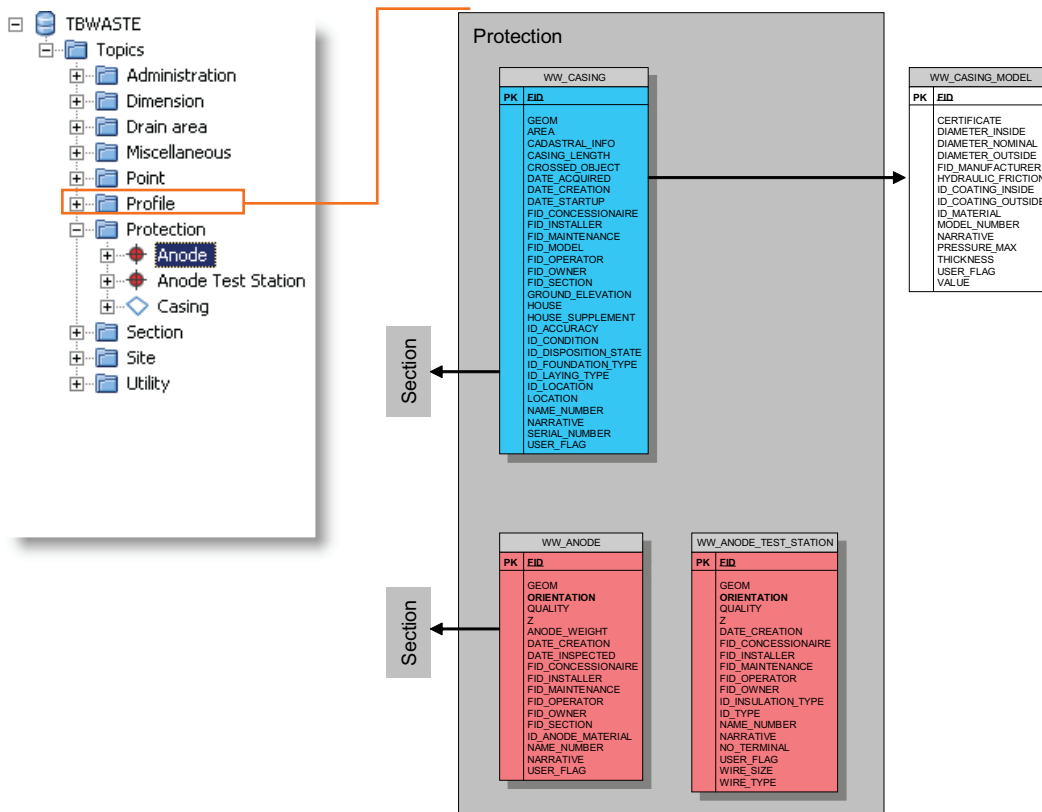 TBWASTE
Topics
Administration
Dimension
Drain area
Miscellaneous
Point
Profile
Protection
Anode
Anode Test Station
Casing
Section
Site
Utility
Protection
WW_CASING
PK FID
GEOM
AREA
CADASTRAL_INFO
CASING_LENGTH
CROSSED_OBJECT
DATE_ACQUIRED
DATE_CREATION
DATE_STARTUP
FID_CONCESSIONAIRE
FID_INSTALLER
FID_MAINTENANCE
FID_MODEL
FID_OPERATOR
FID_OWNER
FID_SECTION
GROUND_ELEVATION
HOUSE
HOUSE_SUPPLEMENT
ID_ACCURACY
ID_CONDITION
ID_DISPOSITION_STATE
ID_FOUNDATION_TYPE
ID_LAYING_TYPE
ID_LOCATION
LOCATION
NAME_NUMBER
NARRATIVE
SERIAL_NUMBER
USER_FLAG
WW_CASING_MODEL
PK FID
CERTIFICATE
DIAMETER_INSIDE
DIAMETER_NOMINAL
DIAMETER_OUTSIDE
FID_MANUFACTURER
HYDRAULIC_FRICTION
ID_COATING_INSIDE
ID_COATING_OUTSIDE
ID_MATERIAL
MODEL_NUMBER
NARRATIVE
PRESSURE_MAX
THICKNESS
USER_FLAG
VALUE
Section
WW_ANODE
PK FID
GEOM
ORIENTATION
QUALITY
Z
ANODE_WEIGHT
DATE_CREATION
DATE_INSPECTED
FID_CONCESSIONAIRE
FID_INSTALLER
FID_MAINTENANCE
FID_OPERATOR
FID_OWNER
FID_SECTION
ID_ANODE_MATERIAL
NAME_NUMBER
NARRATIVE
USER_FLAG
Section
WW_ANODE_TEST_STATION
PK FID
GEOM
ORIENTATION
QUALITY
Z
DATE_CREATION
FID_CONCESSIONAIRE
FID_INSTALLER
FID_MAINTENANCE
FID_OPERATOR
FID_OWNER
ID_INSULATION_TYPE
ID_TYPE
NAME_NUMBER
NARRATIVE
NO_TERMINAL
USER_FLAG
WIRE_SIZE
WIRE_TYPE